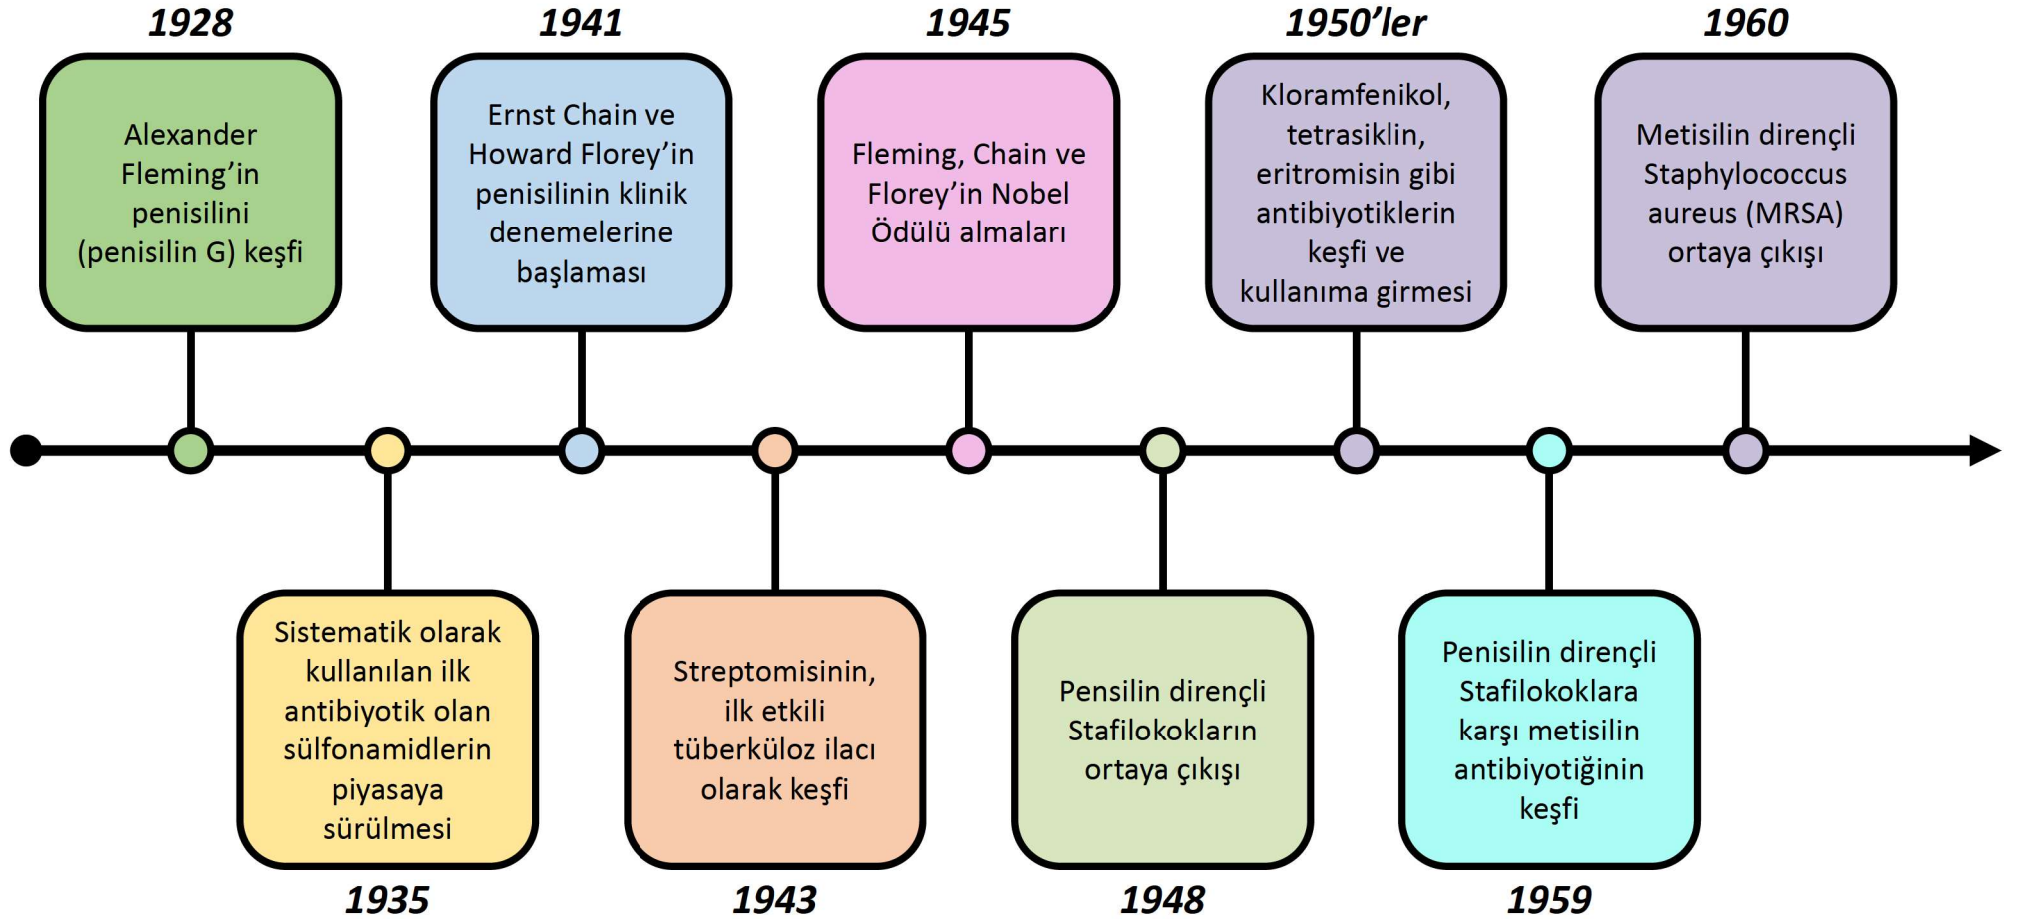 1928
Alexander
Fleming’in
penisilini
(penisilin G) keşfi
1941
Ernst Chain ve
Howard Florey’in
penisilinin klinik
denemelerine
başlaması
1945
Fleming, Chain ve
Florey’in Nobel
Ödülü almaları
1950’ler
Kloramfenikol,
tetrasiklin,
eritromisin gibi
antibiyotiklerin
keşfi ve
kullanıma girmesi
1960
Metisilin dirençli
Staphylococcus
aureus (MRSA)
ortaya çıkışı
Sistematik olarak
kullanılan ilk
antibiyotik olan
sülfonamidlerin
piyasaya
sürülmesi
1935
Streptomisinin,
ilk etkili
tüberküloz ilacı
olarak keşfi
1943
Pensilin dirençli
Stafilokokların
ortaya çıkışı
1948
Penisilin dirençli
Stafilokoklara
karşı metisilin
antibiyotiğinin
keşfi
1959